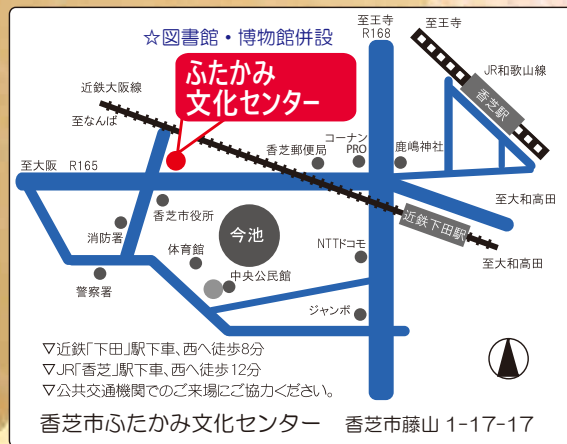 ☆図書館・博物館併設
至王寺
R168
至王寺
JR和歌山線
香芝駅
ふたかみ
文化センター
近鉄大阪線
至なんば
コーナン
PRO
香芝郵便局
鹿嶋神社
至大阪 R165
至大和高田
香芝市役所
近鉄下田駅
消防署
今池
体育館
NTTドコモ
至大和高田
中央公民館
警察署
ジャンボ
▽近鉄「下田」駅下車、西へ徒歩8分
▽JR「香芝」駅下車、西へ徒歩12分
▽公共交通機関でのご来場にご協力ください。
香芝市ふたかみ文化センター 香芝市藤山 1-17-17